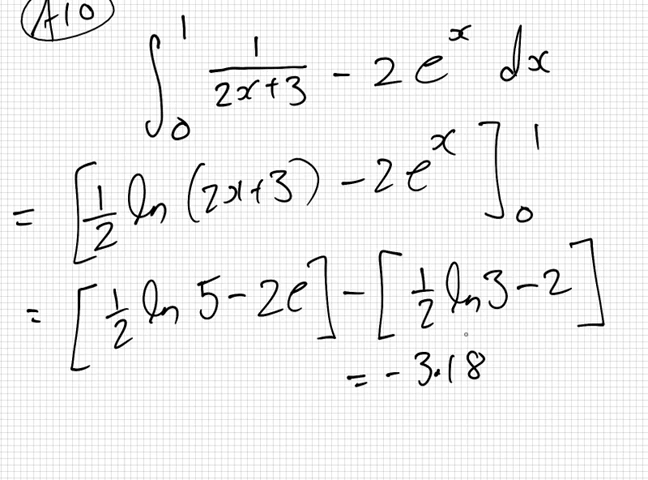 A10
∫₀¹ 1/(2x+3) - 2e^x dx
= [1/2 ln (2x+3) - 2e^x]₀¹
= [1/2 ln 5 - 2e] - [1/2 ln 3 - 2]
= - 3.18